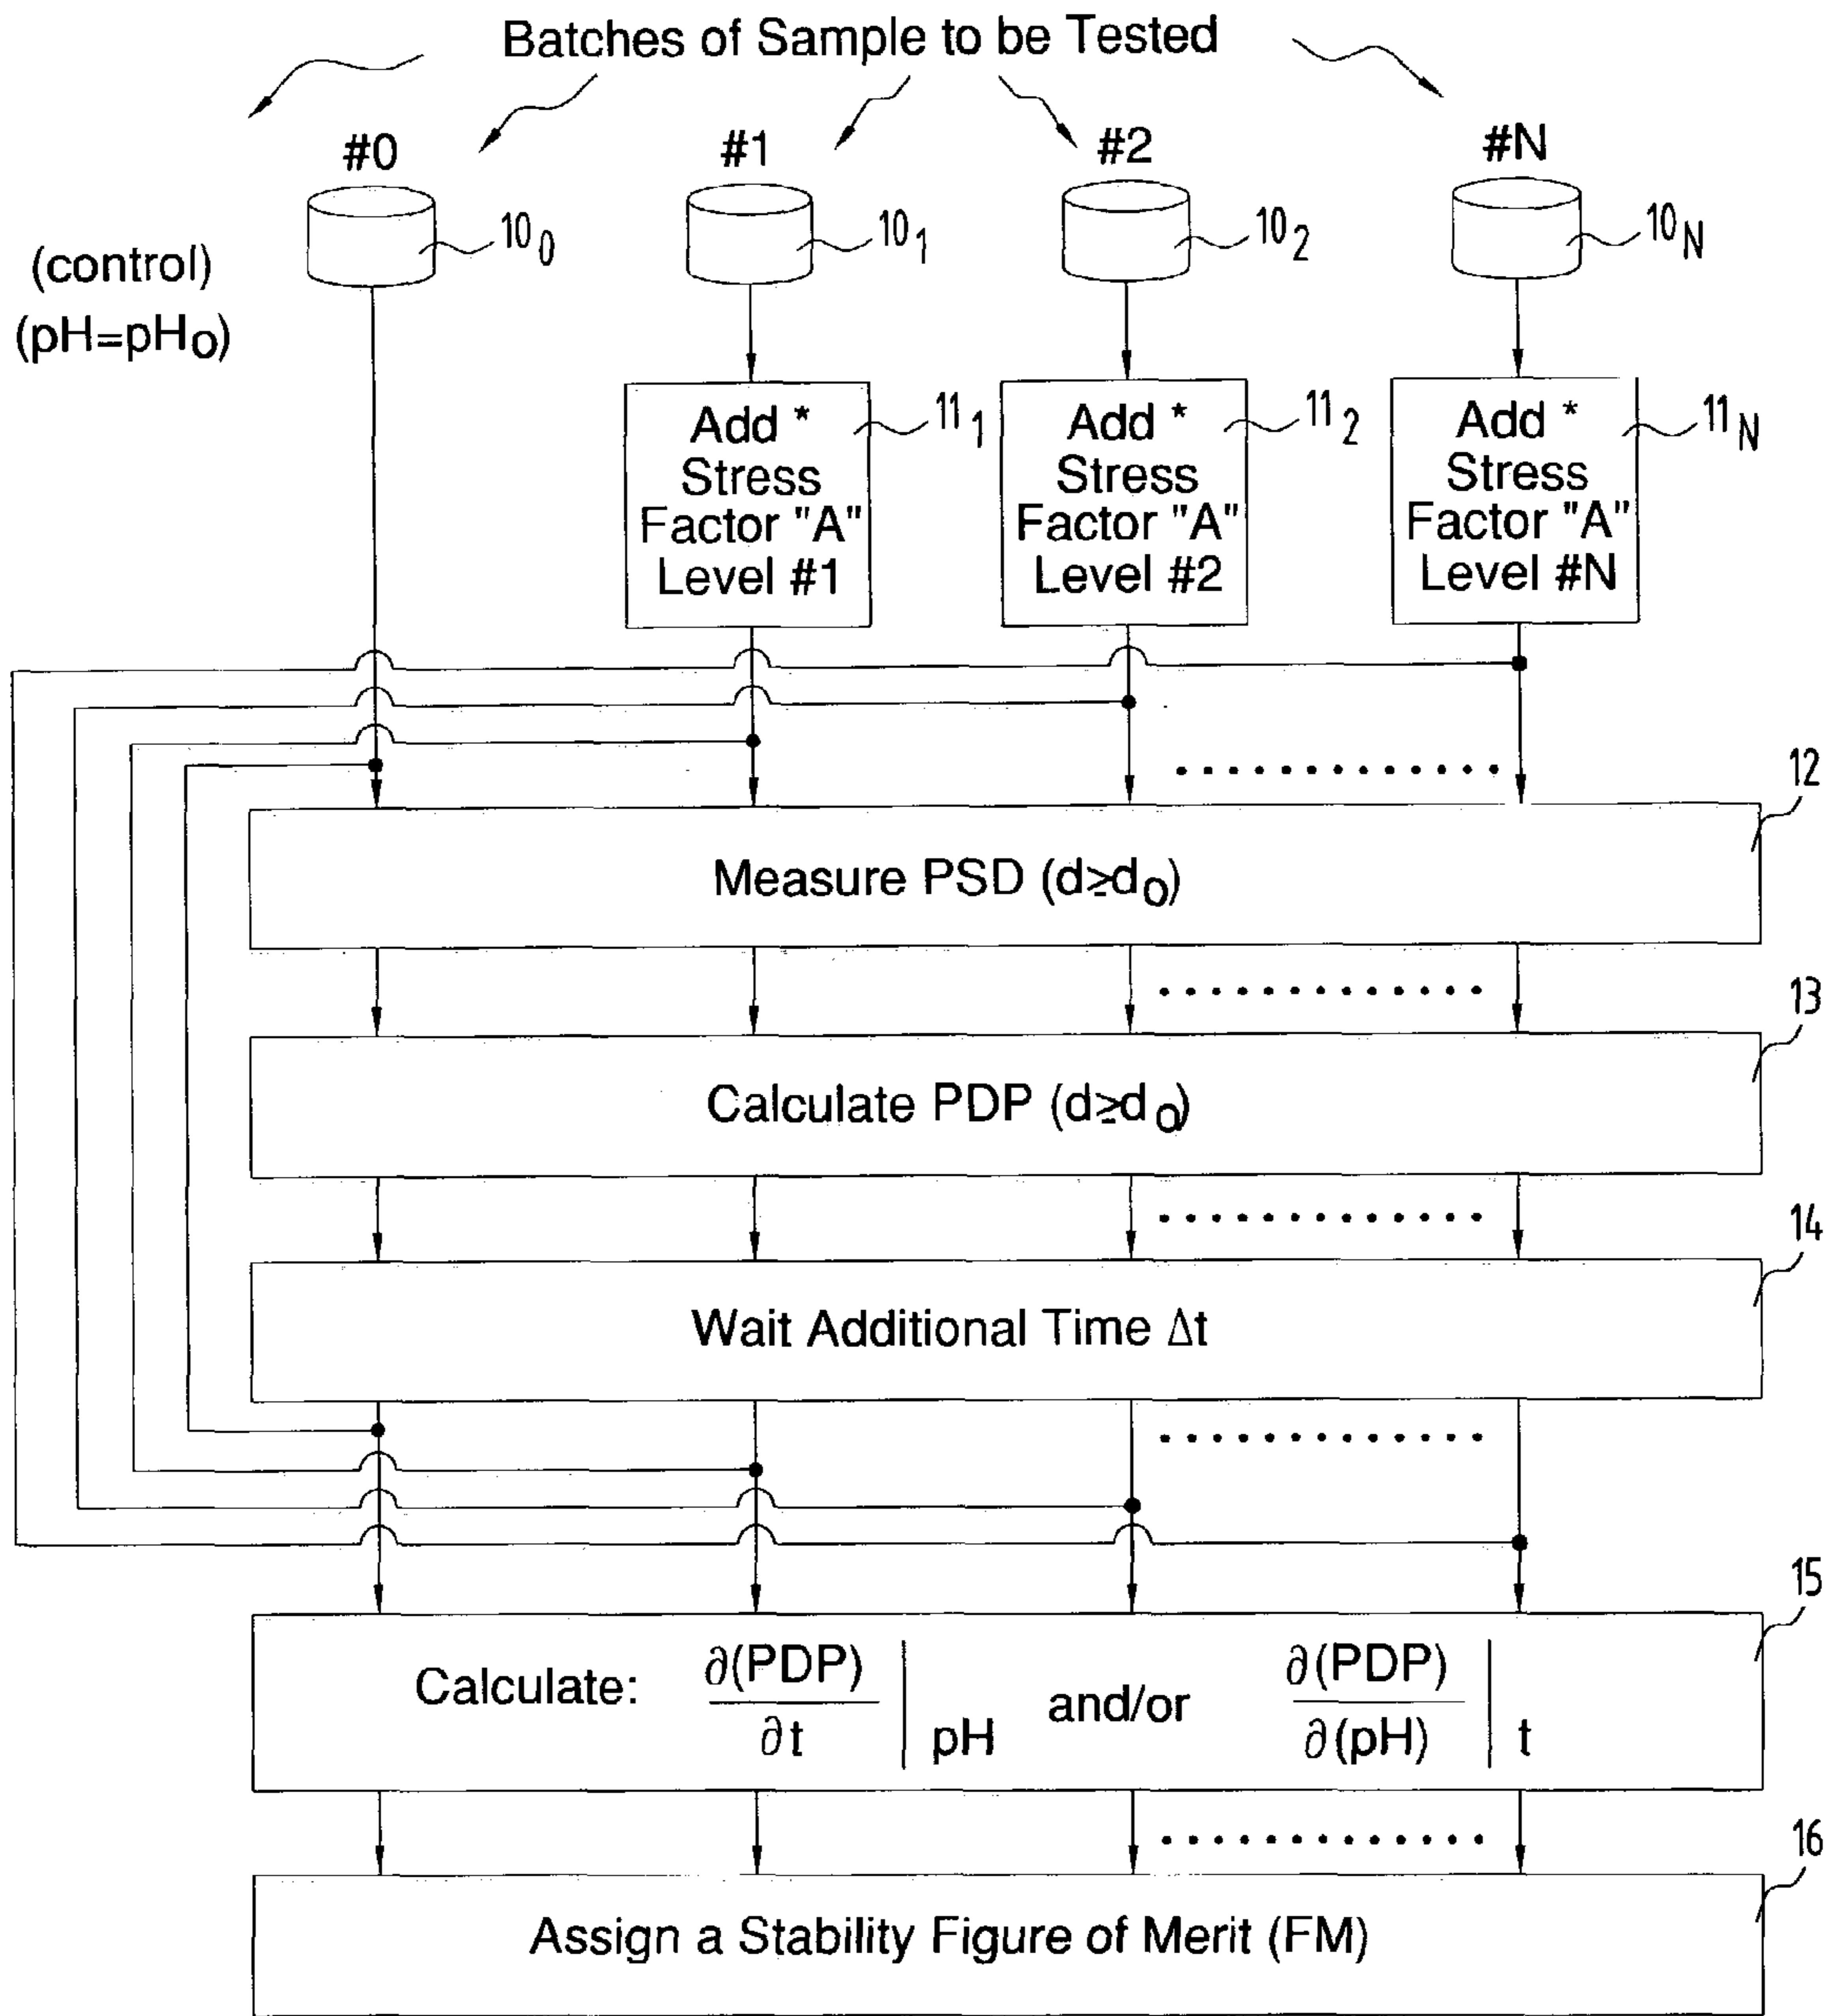 Batches of Sample to be Tested
#0 #1 #2 #N
10₀ 10₁ 10₂ 10N
(control)
(pH=pH₀)
Add * Add * Add *
Stress Stress Stress
Factor "A" Factor "A" Factor "A"
Level #1 Level #2 Level #N
11₁ 11₂ 11N
12
Measure PSD (d≥d₀)
13
Calculate PDP (d≥d₀)
14
Wait Additional Time Δt
15
Calculate: ∂(PDP)/∂t | pH and/or ∂(PDP)/∂(pH) | t
16
Assign a Stability Figure of Merit (FM)